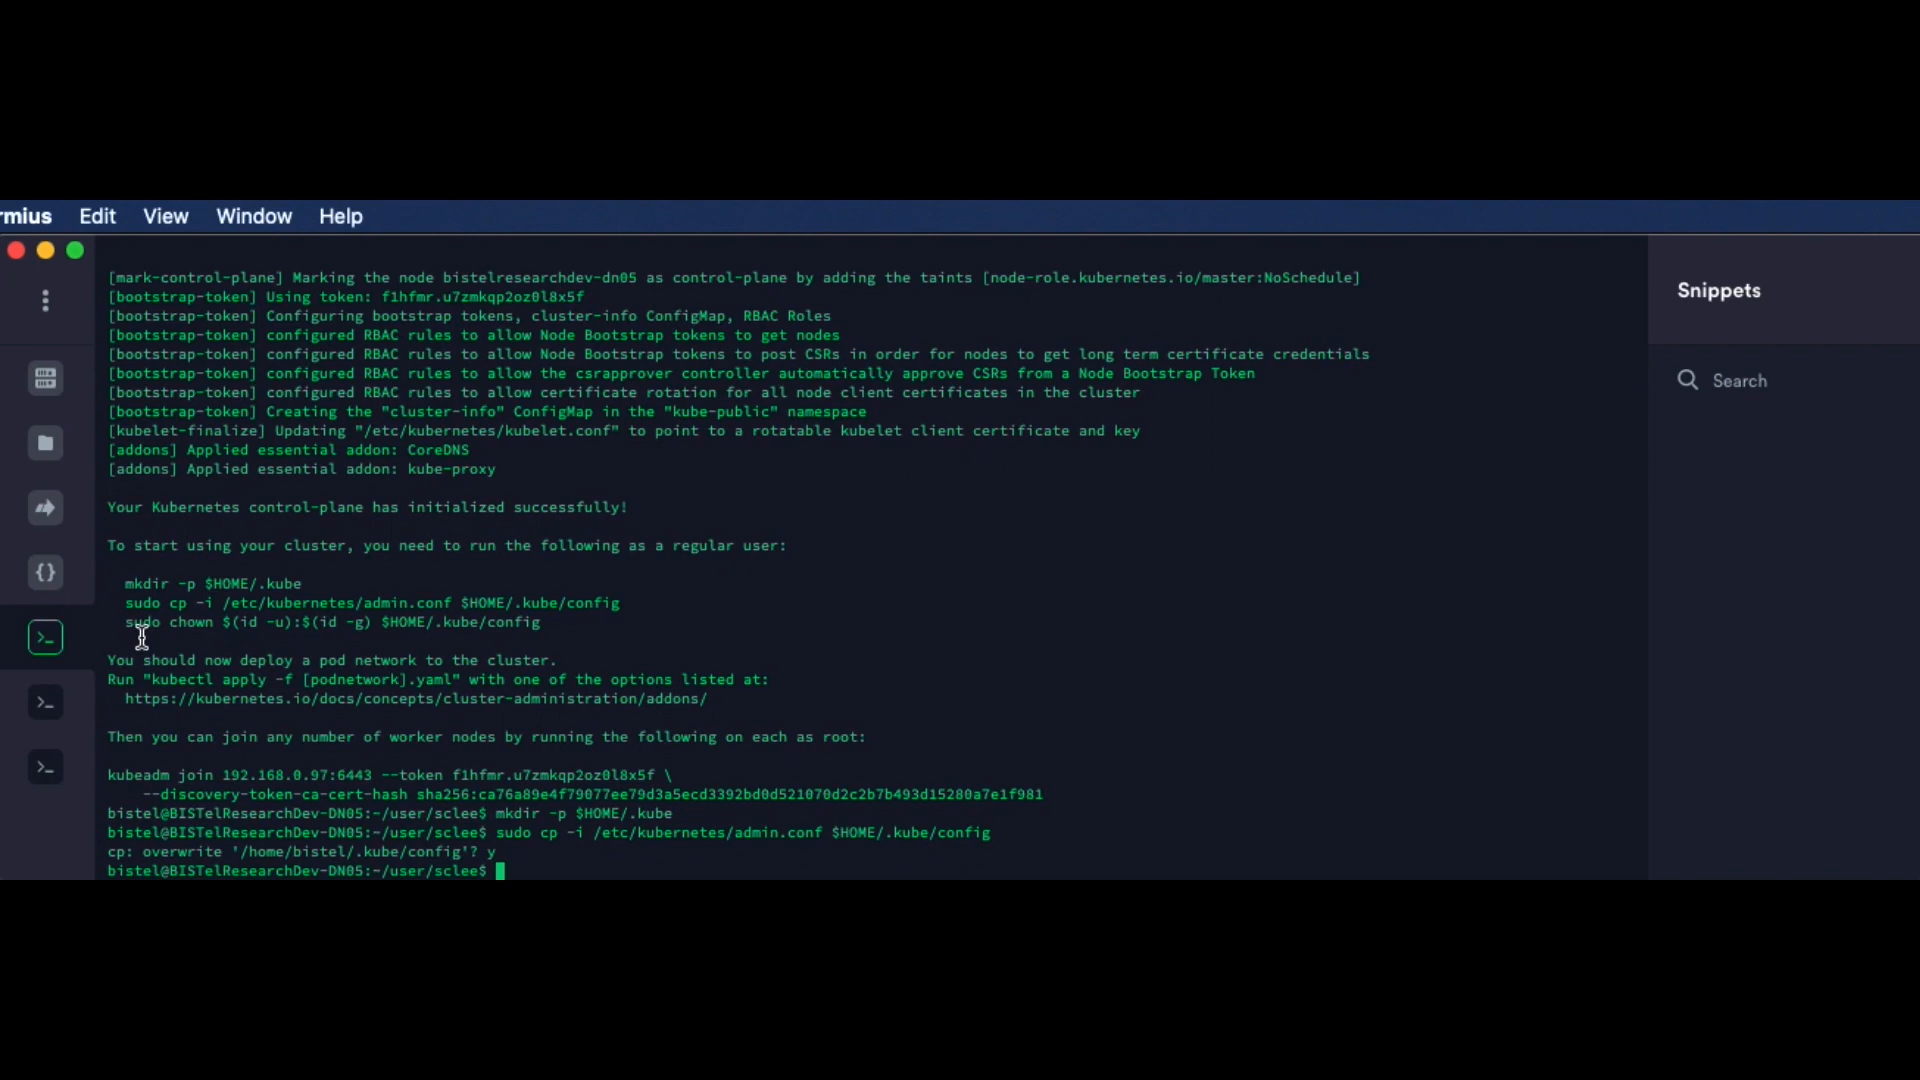 rmius Edit View Window Help
Snippets
Search
[mark-control-plane] Marking the node bistelresearchdev-dn05 as control-plane by adding the taints [node-role.kubernetes.io/master:NoSchedule]
[bootstrap-token] Using token: f1hfmr.u7zmkqp2oz0l8x5f
[bootstrap-token] Configuring bootstrap tokens, cluster-info ConfigMap, RBAC Roles
[bootstrap-token] configured RBAC rules to allow Node Bootstrap tokens to get nodes
[bootstrap-token] configured RBAC rules to allow Node Bootstrap tokens to post CSRs in order for nodes to get long term certificate credentials
[bootstrap-token] configured RBAC rules to allow the csrapprover controller automatically approve CSRs from a Node Bootstrap Token
[bootstrap-token] configured RBAC rules to allow certificate rotation for all node client certificates in the cluster
[bootstrap-token] Creating the "cluster-info" ConfigMap in the "kube-public" namespace
[kubelet-finalize] Updating "/etc/kubernetes/kubelet.conf" to point to a rotatable kubelet client certificate and key
[addons] Applied essential addon: CoreDNS
[addons] Applied essential addon: kube-proxy
Your Kubernetes control-plane has initialized successfully!
To start using your cluster, you need to run the following as a regular user:
mkdir -p $HOME/.kube
sudo cp -i /etc/kubernetes/admin.conf $HOME/.kube/config
sudo chown $(id -u):$(id -g) $HOME/.kube/config
You should now deploy a pod network to the cluster.
Run "kubectl apply -f [podnetwork].yaml" with one of the options listed at:
https://kubernetes.io/docs/concepts/cluster-administration/addons/
Then you can join any number of worker nodes by running the following on each as root:
kubeadm join 192.168.0.97:6443 --token f1hfmr.u7zmkqp2oz0l8x5f \
--discovery-token-ca-cert-hash sha256:ca76a89e4f79077ee79d3a5ecd3392bd0d521070d2c2b7b493d15280a7e1f981
bistel@BISTelResearchDev-DN05:~/user/sclee$ mkdir -p $HOME/.kube
bistel@BISTelResearchDev-DN05:~/user/sclee$ sudo cp -i /etc/kubernetes/admin.conf $HOME/.kube/config
cp: overwrite '/home/bistel/.kube/config'? y
bistel@BISTelResearchDev-DN05:~/user/sclee$